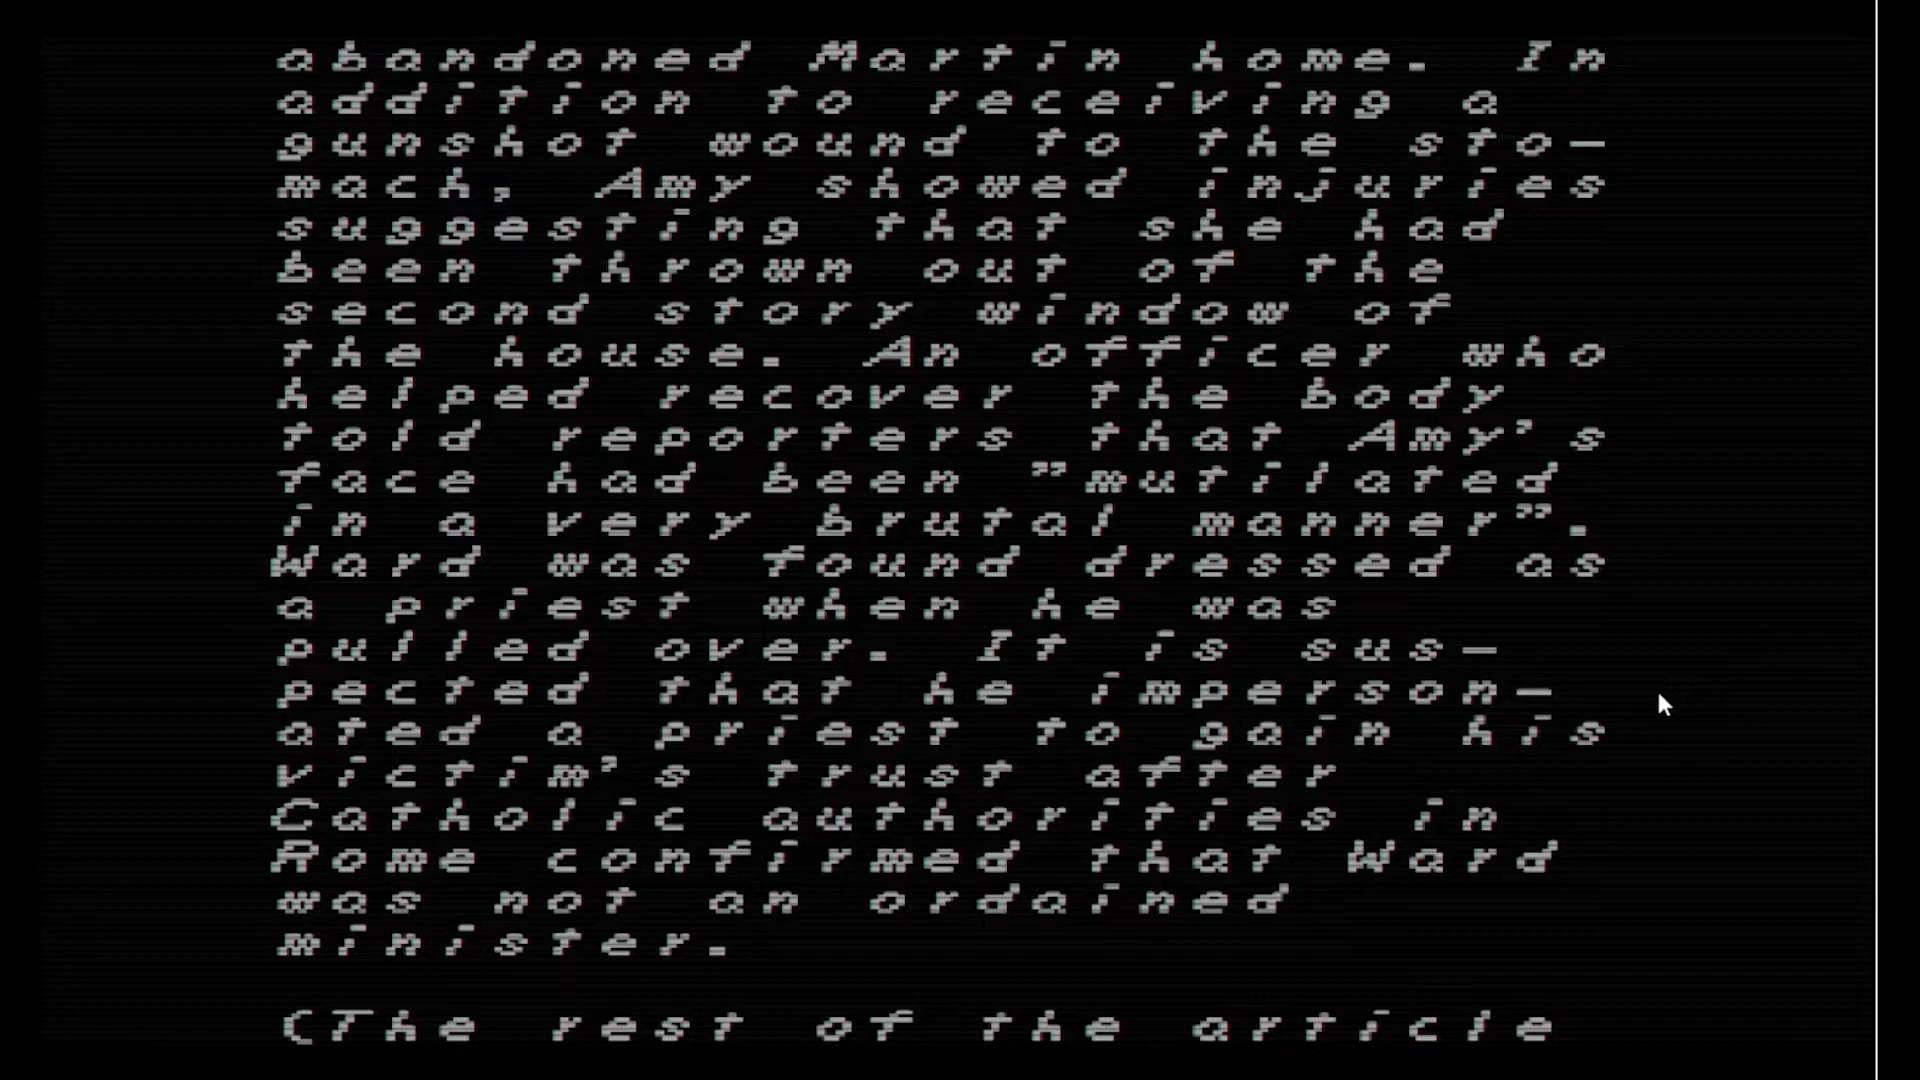 abandoned Martin home. In
addition to receiving a
gunshot wound to the sto-
mach, Amy showed injuries
suggesting that she had
been thrown out of the
second story window of
the house. An officer who
helped recover the body
told reporters that Amy's
face had been "mutilated
in a very brutal manner".
Ward was found dressed as
a priest when he was
pulled over. It is sus-
pected that he imperson-
ated a priest to gain his
victim's trust after
Catholic authorities in
Rome confirmed that Ward
was not an ordained
minister.
(The rest of the article